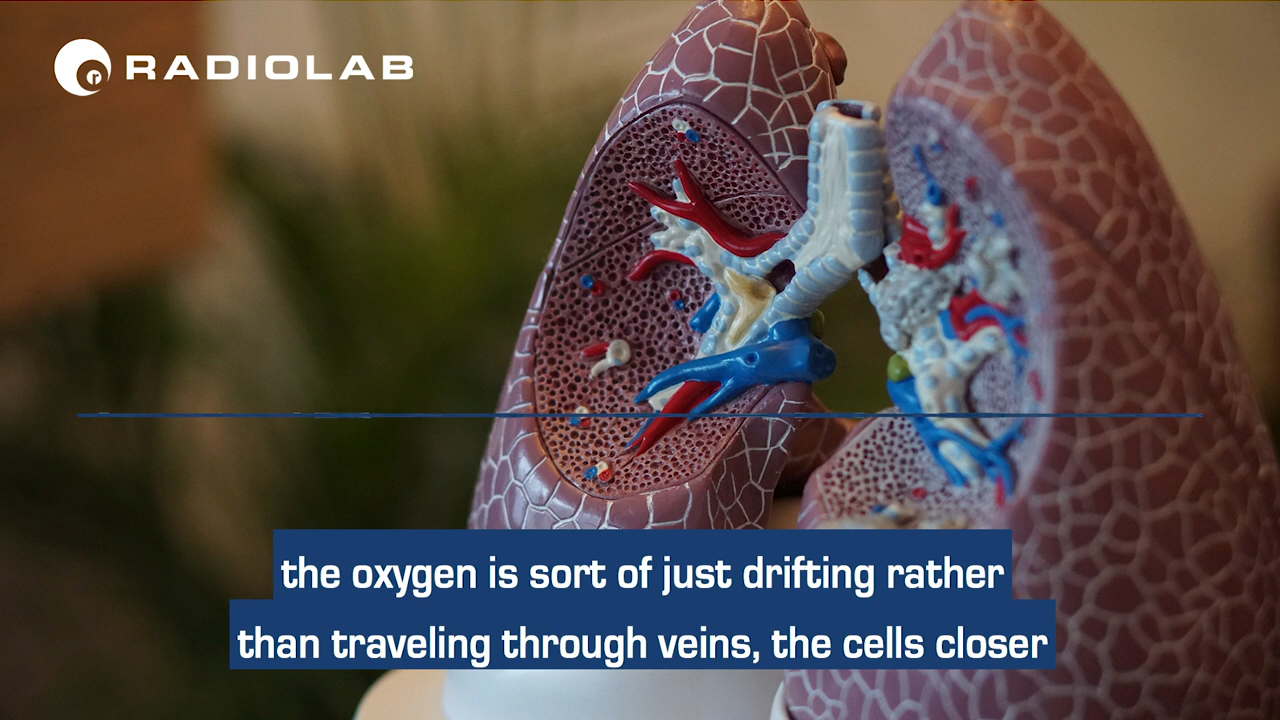 RADIOLAB
the oxygen is sort of just drifting rather
than traveling through veins, the cells closer